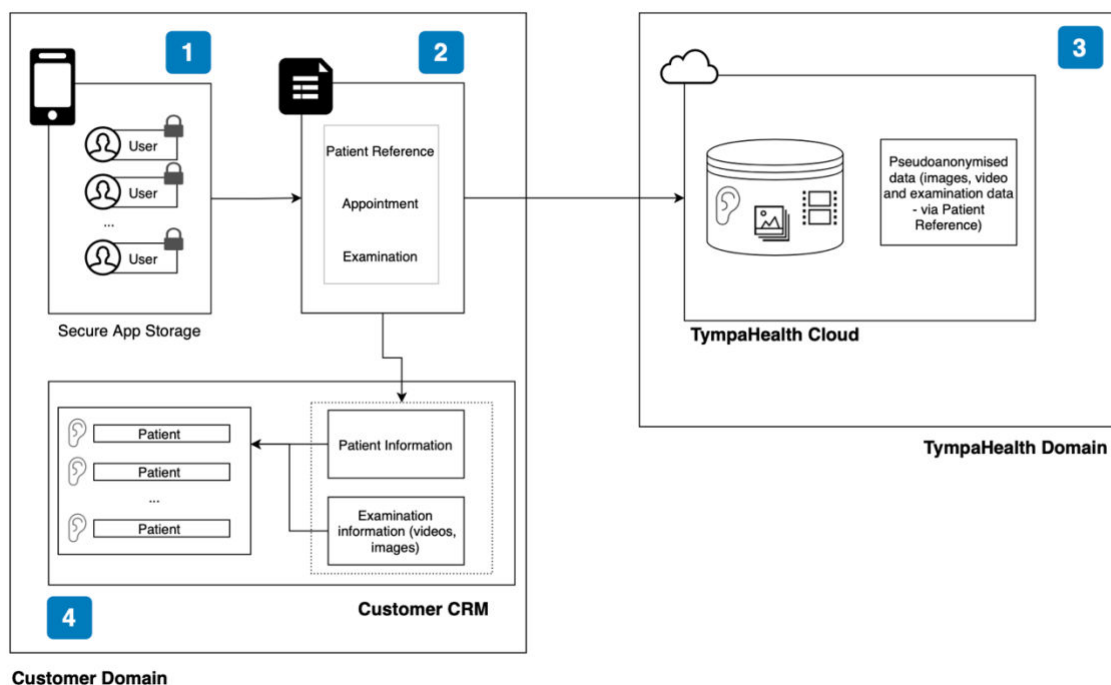 1
User
User
...
User
Secure App Storage
2
Patient Reference
Appointment
Examination
3
Pseudoanonymised
data (images, video
and examination data
- via Patient
Reference)
TympaHealth Cloud
TympaHealth Domain
Patient
Patient
...
Patient
Patient Information
Examination
information (videos,
images)
4
Customer CRM
Customer Domain